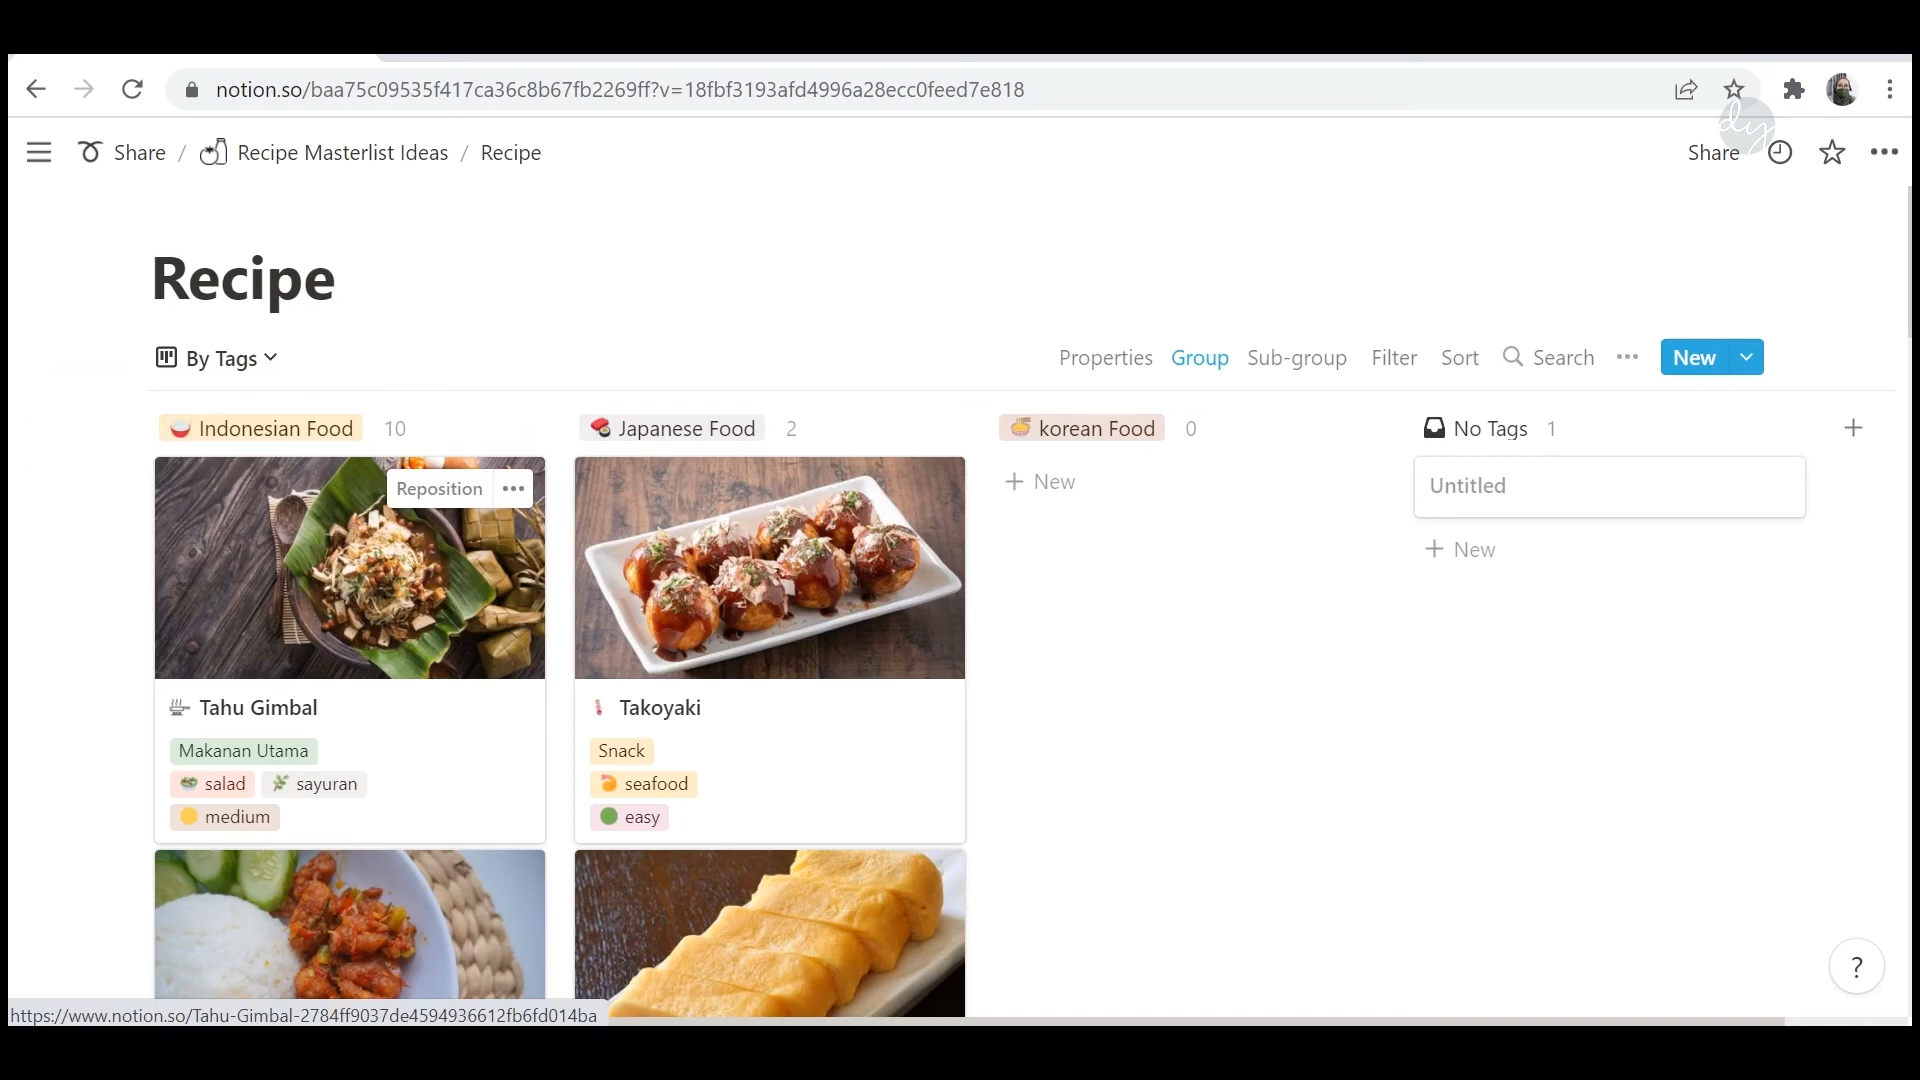 notion.so/baa75c09535f417ca36c8b67fb2269ff?v=18fbf3193afd4996a28ecc0feed7e818
dy
Share / Recipe Masterlist Ideas / Recipe
Share
Recipe
By Tags
Properties Group Sub-group Filter Sort Search New
Indonesian Food 10
Japanese Food 2
korean Food 0
No Tags 1
Reposition
New
Untitled
New
Tahu Gimbal
Makanan Utama
salad sayuran
medium
Takoyaki
Snack
seafood
easy
?
https://www.notion.so/Tahu-Gimbal-2784ff9037de4594936612fb6fd014ba